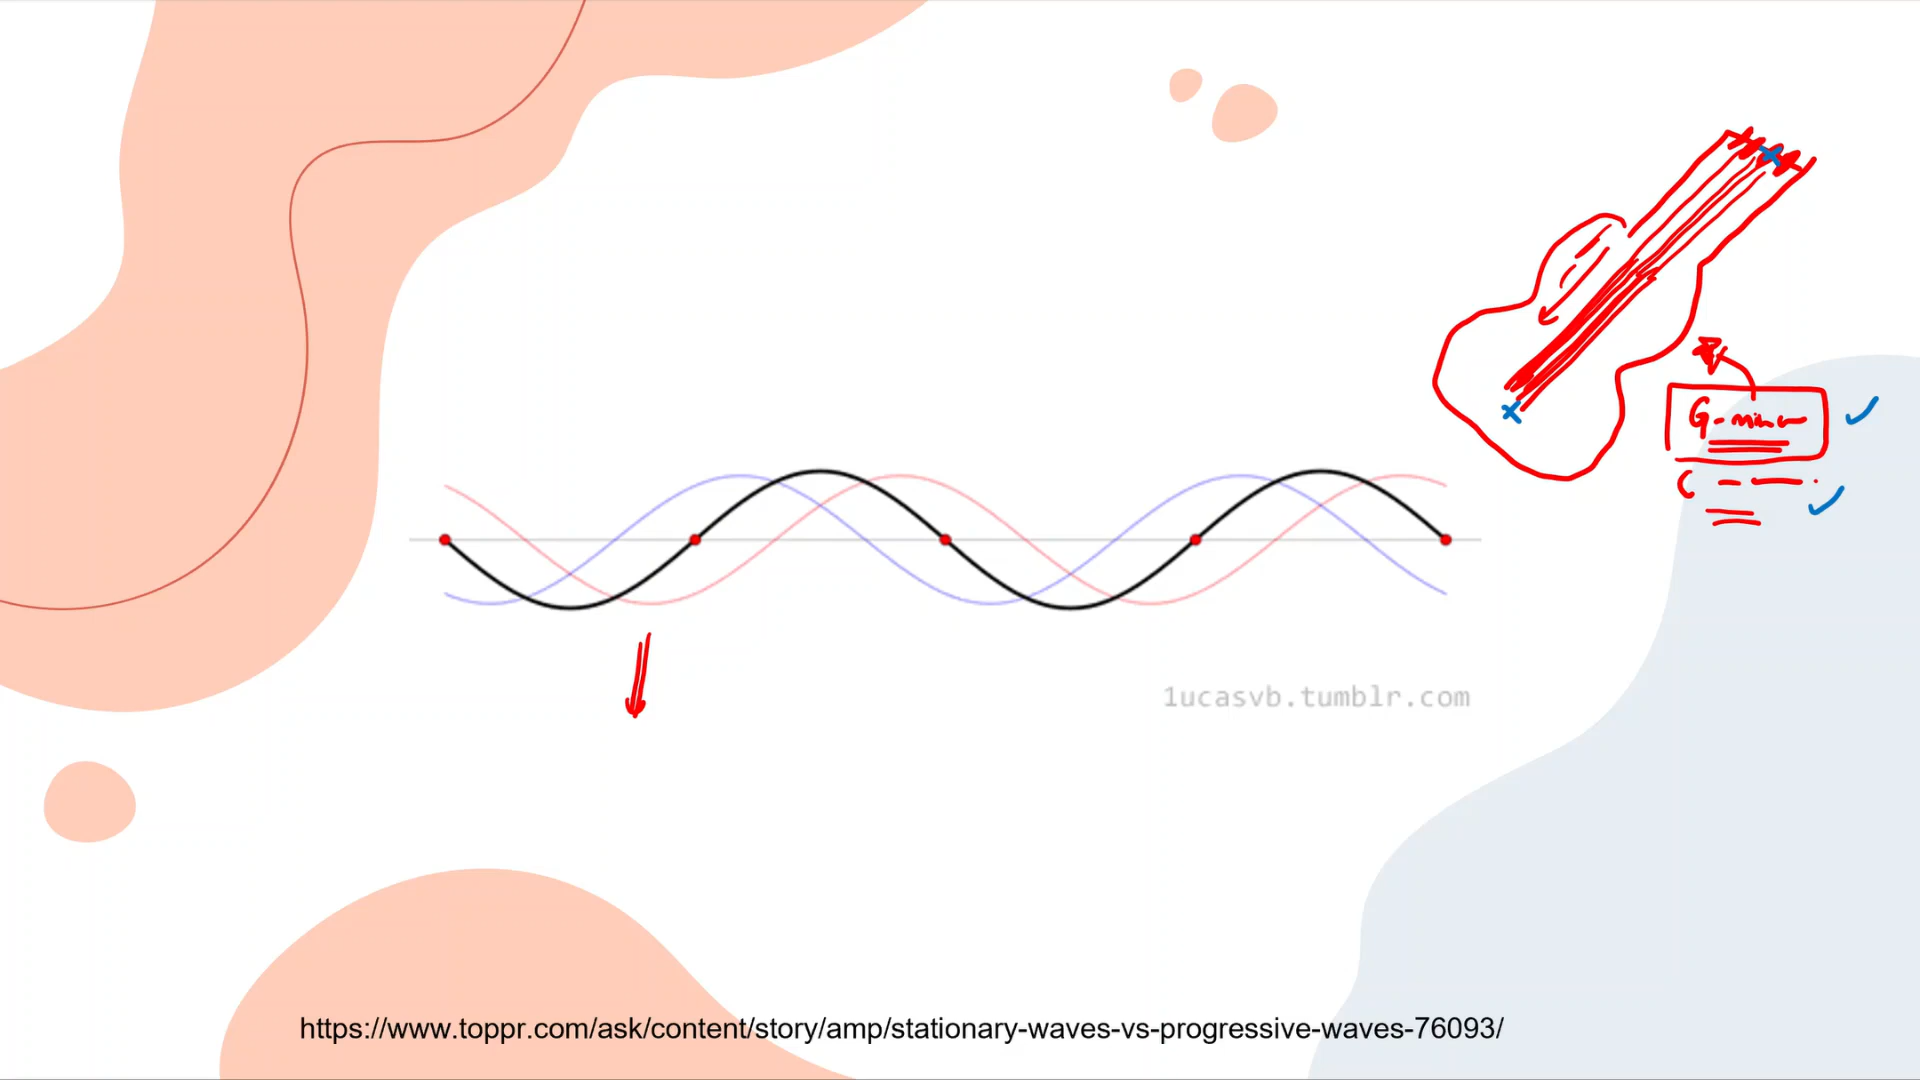 G-minor
C
1ucasvb.tumblr.com
https://www.toppr.com/ask/content/story/amp/stationary-waves-vs-progressive-waves-76093/